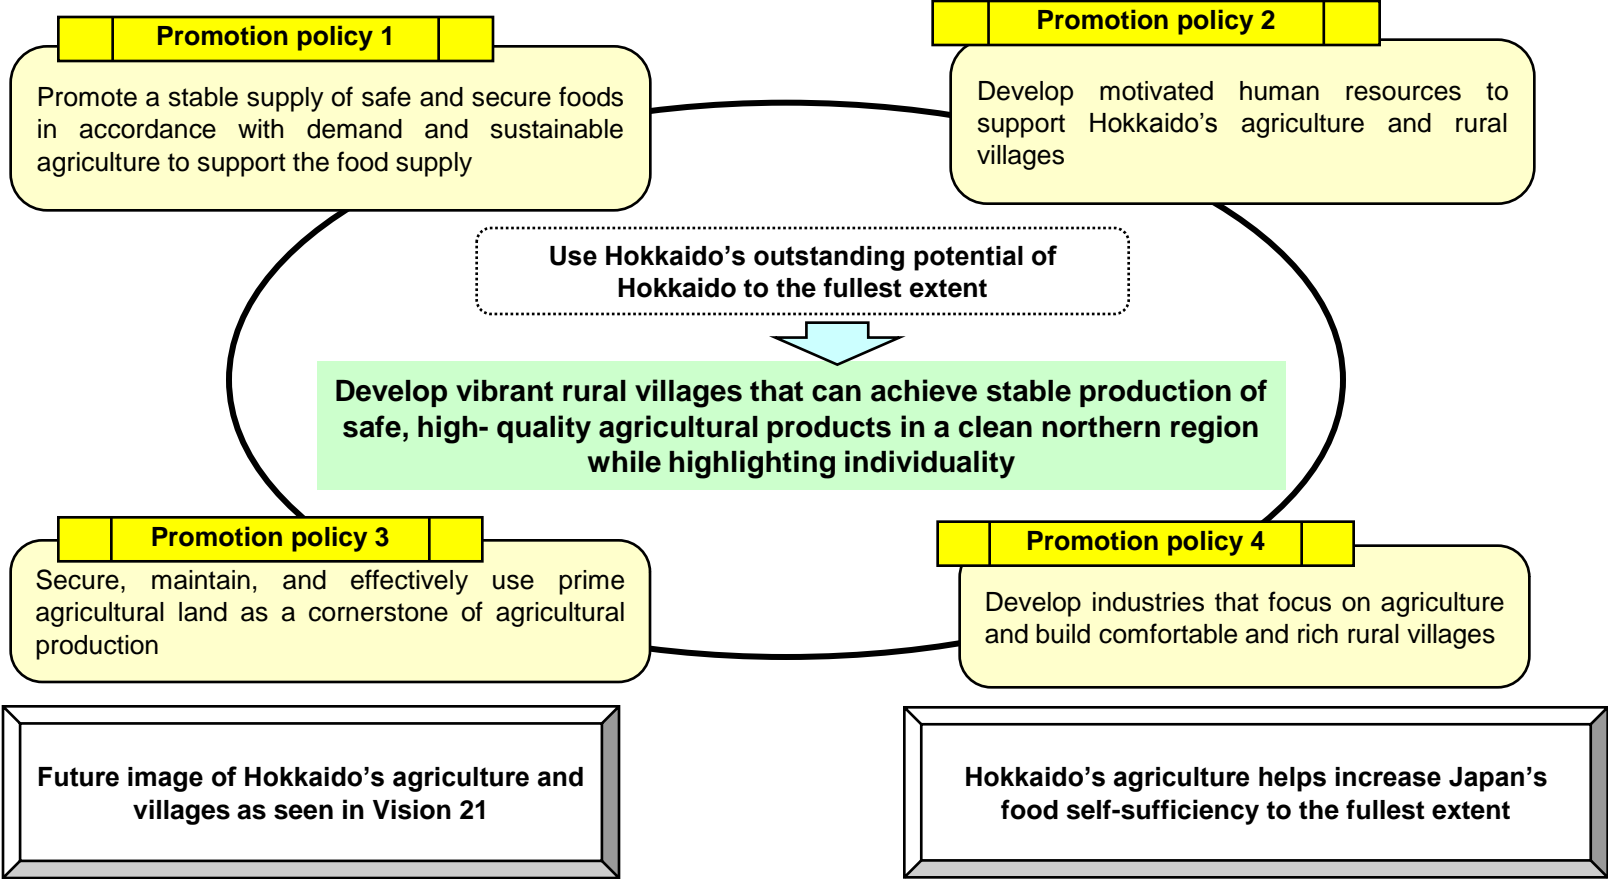 Promotion policy 1
Promote a stable supply of safe and secure foods
in accordance with demand and sustainable
agriculture to support the food supply
Promotion policy 2
Develop motivated human resources to
support Hokkaido’s agriculture and rural
villages
Use Hokkaido’s outstanding potential of
Hokkaido to the fullest extent
Develop vibrant rural villages that can achieve stable production of
safe, high- quality agricultural products in a clean northern region
while highlighting individuality
Promotion policy 3
Secure, maintain, and effectively use prime
agricultural land as a cornerstone of agricultural
production
Promotion policy 4
Develop industries that focus on agriculture
and build comfortable and rich rural villages
Future image of Hokkaido’s agriculture and
villages as seen in Vision 21
Hokkaido’s agriculture helps increase Japan’s
food self-sufficiency to the fullest extent